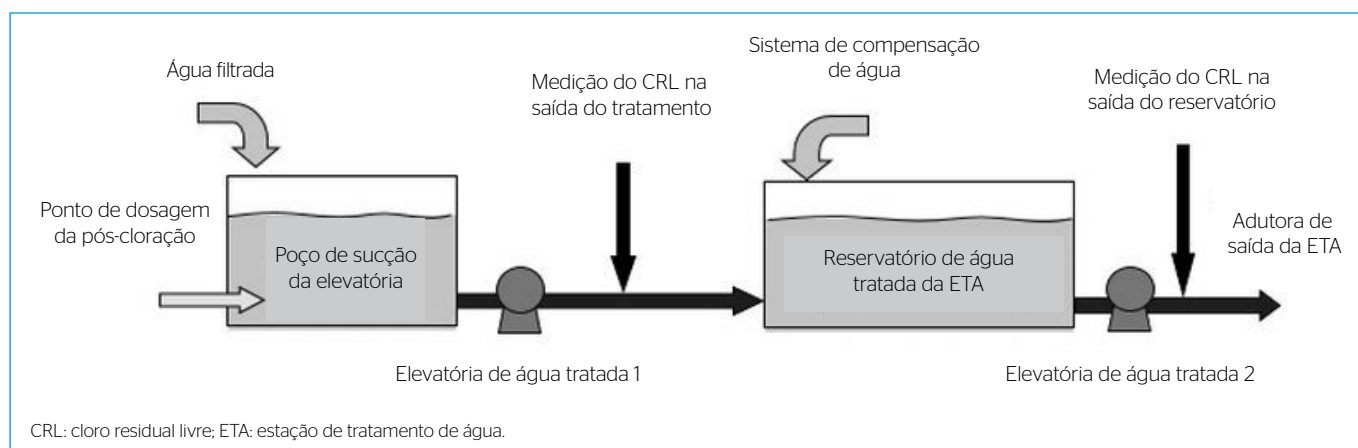 Água filtrada
Ponto de dosagem
da pós-cloração
Poço de sucção
da elevatória
Medição do CRL na
saída do tratamento
Elevatória de água tratada 1
Sistema de compensação
de água
Reservatório de água
tratada da ETA
Medição do CRL na
saída do reservatório
Adutora de
saída da ETA
Elevatória de água tratada 2
CRL: cloro residual livre; ETA: estação de tratamento de água.